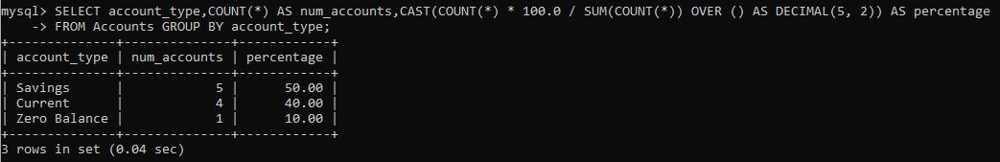 mysql> SELECT account_type,COUNT(*) AS num_accounts,CAST(COUNT(*) * 100.0 / SUM(COUNT(*)) OVER () AS DECIMAL(5, 2)) AS percentage
    -> FROM Accounts GROUP BY account_type;
+--------------+--------------+------------+
| account_type | num_accounts | percentage |
+--------------+--------------+------------+
| Savings      |            5 |      50.00 |
| Current      |            4 |      40.00 |
| Zero Balance |            1 |      10.00 |
+--------------+--------------+------------+
3 rows in set (0.04 sec)